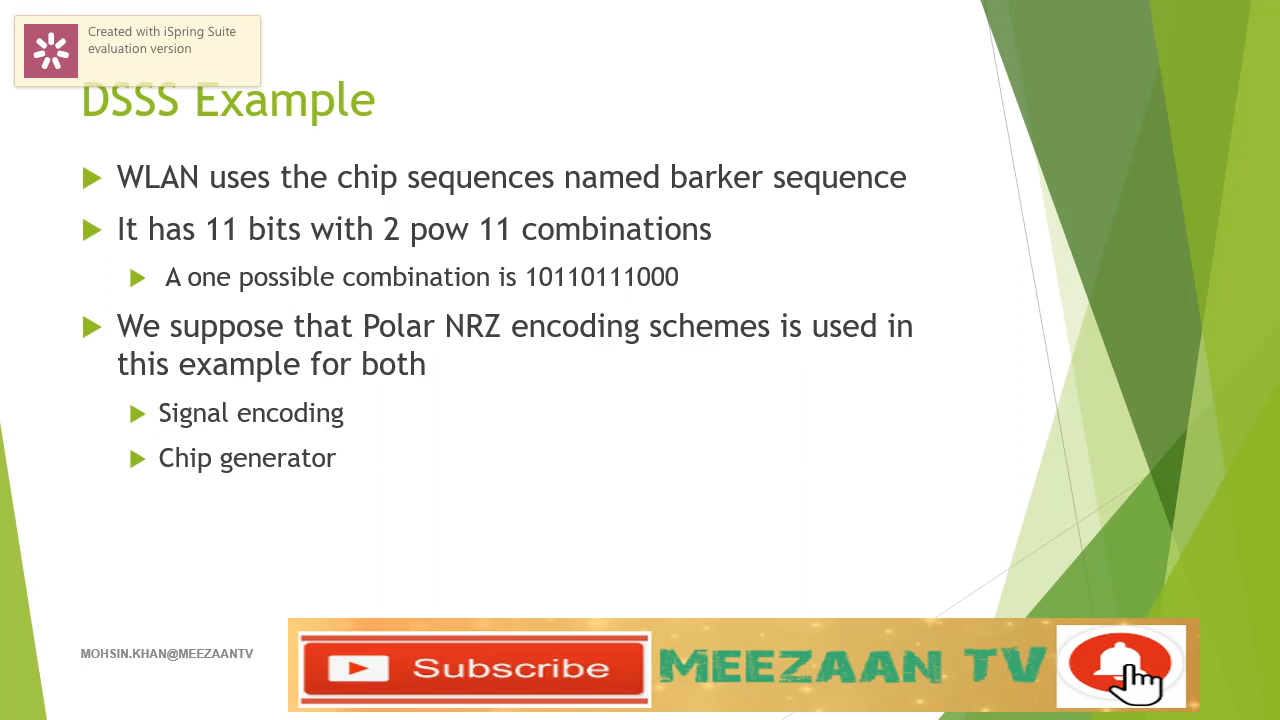 Created with iSpring Suite
evaluation version
DSSS Example
WLAN uses the chip sequences named barker sequence
It has 11 bits with 2 pow 11 combinations
A one possible combination is 10110111000
We suppose that Polar NRZ encoding schemes is used in
this example for both
Signal encoding
Chip generator
MOHSIN.KHAN@MEEZAANTV
Subscribe
MEEZAAN TV